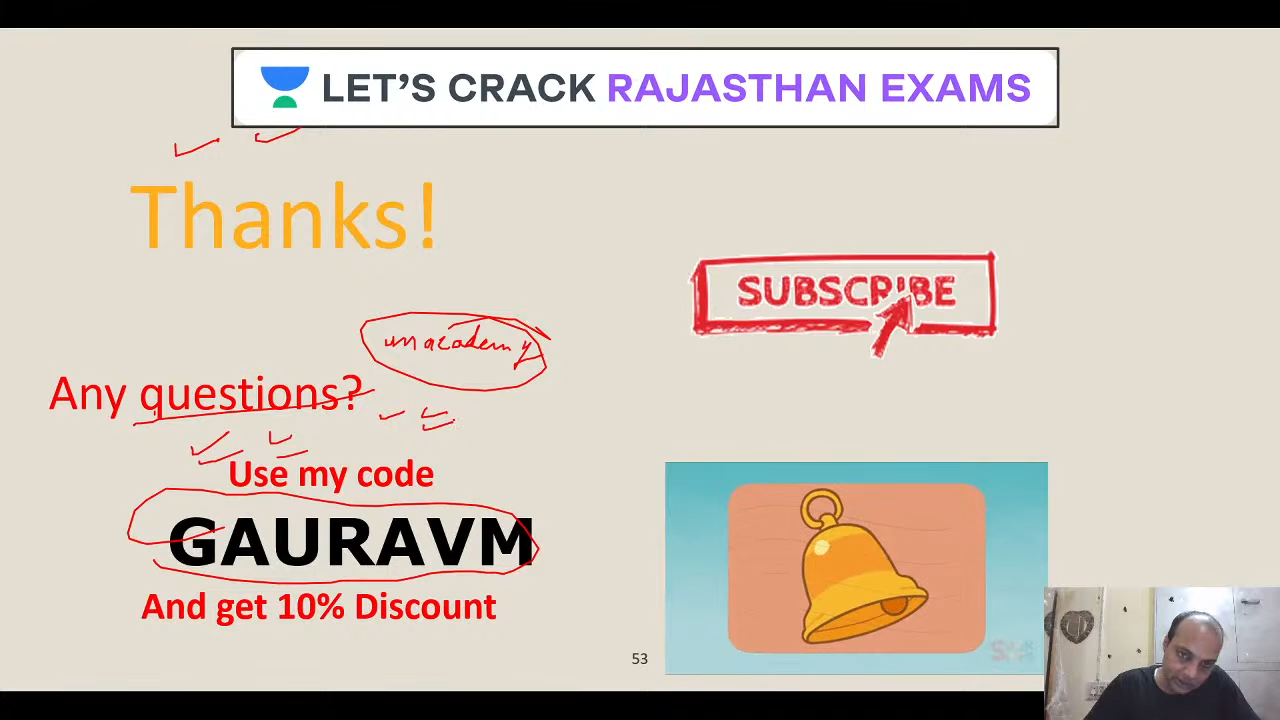 LET'S CRACK RAJASTHAN EXAMS
Thanks!
SUBSCRIBE
unacademy
Any questions?
Use my code
GAURAVM
And get 10% Discount
53